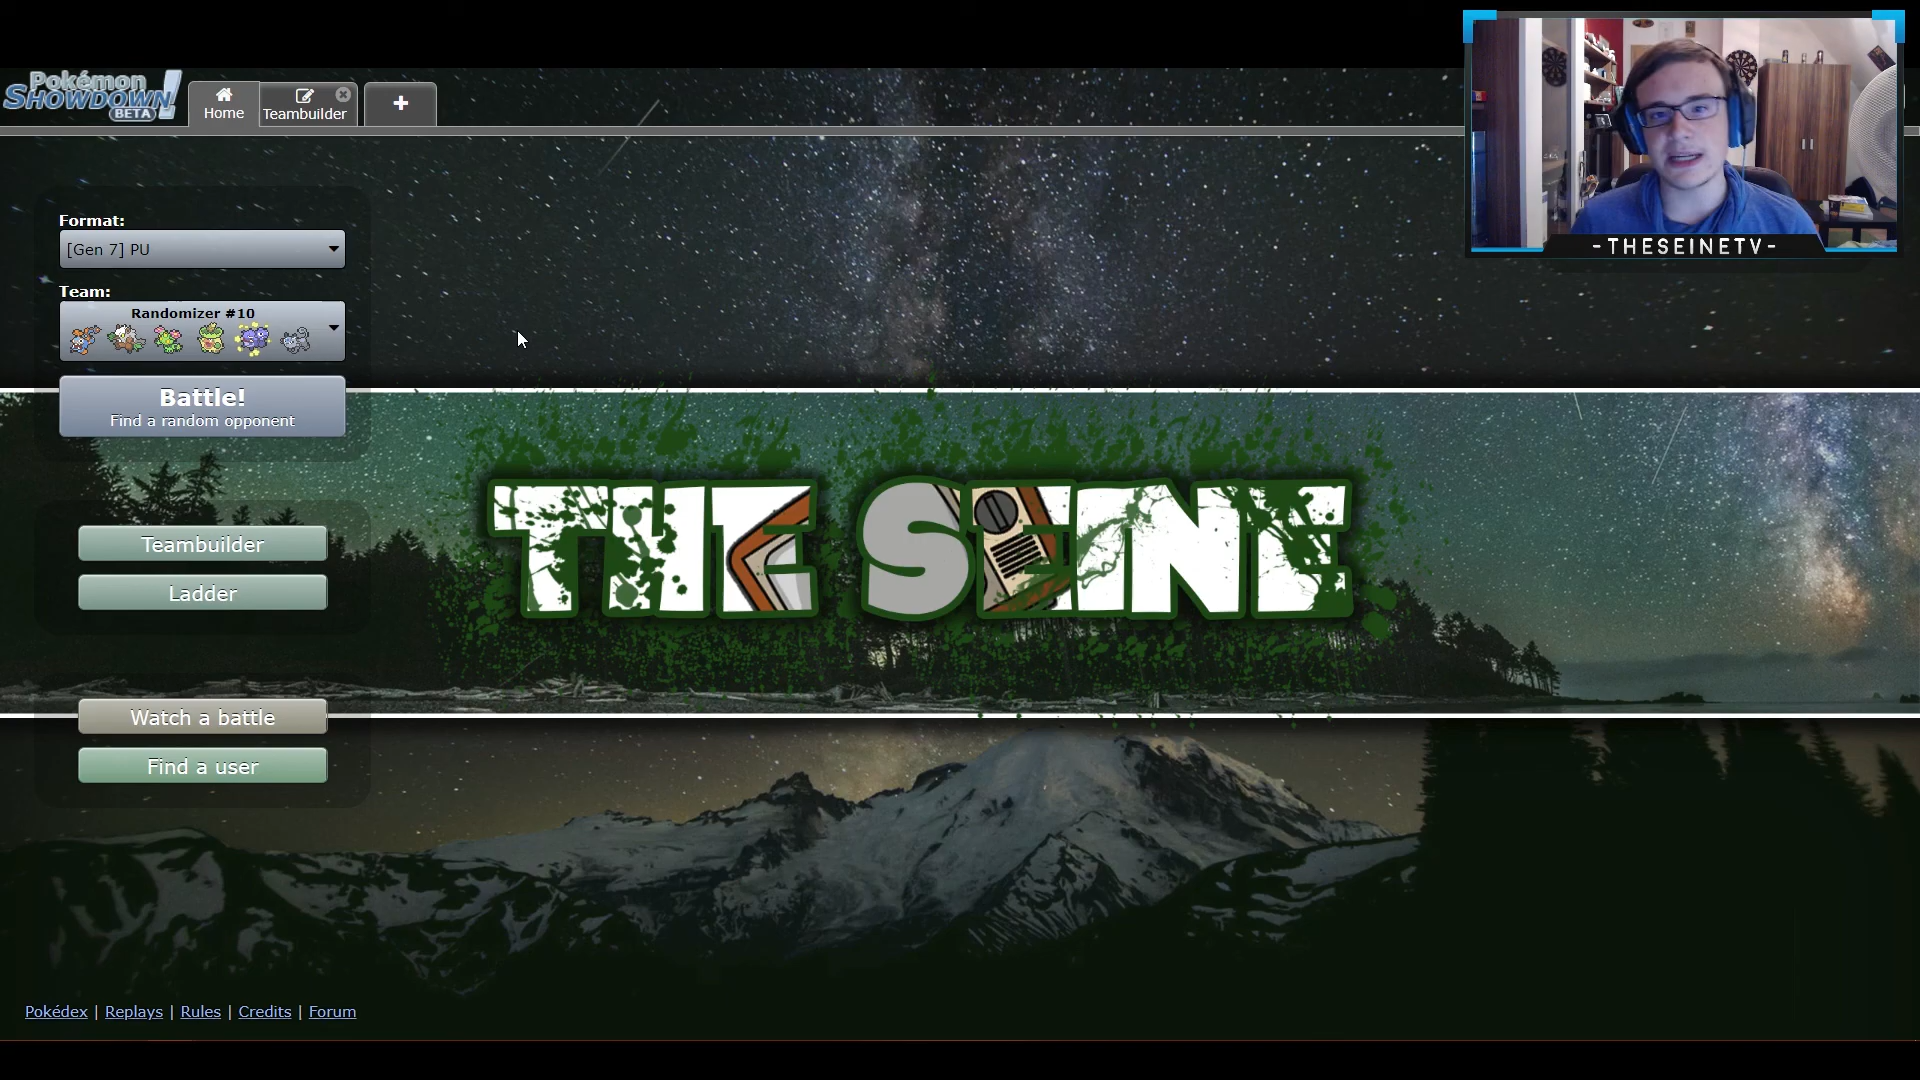 Pokémon
SHOWDOWN!
BETA
Home
Teambuilder
+
-THESEINETV-
Format:
[Gen 7] PU
Team:
Randomizer #10
Battle!
Find a random opponent
THE SEINE
Teambuilder
Ladder
Watch a battle
Find a user
Pokédex | Replays | Rules | Credits | Forum